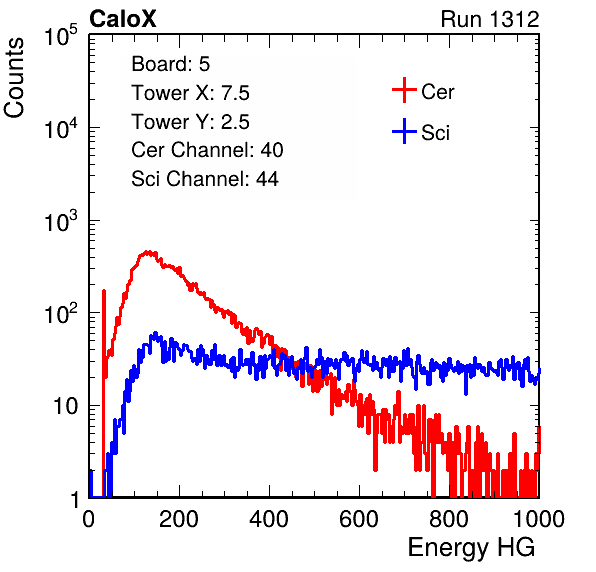 CaloX Run 1312
Counts
10^5
10^4
10^3
10^2
10
1
Board: 5
Tower X: 7.5
Tower Y: 2.5
Cer Channel: 40
Sci Channel: 44
Cer
Sci
0 200 400 600 800 1000
Energy HG